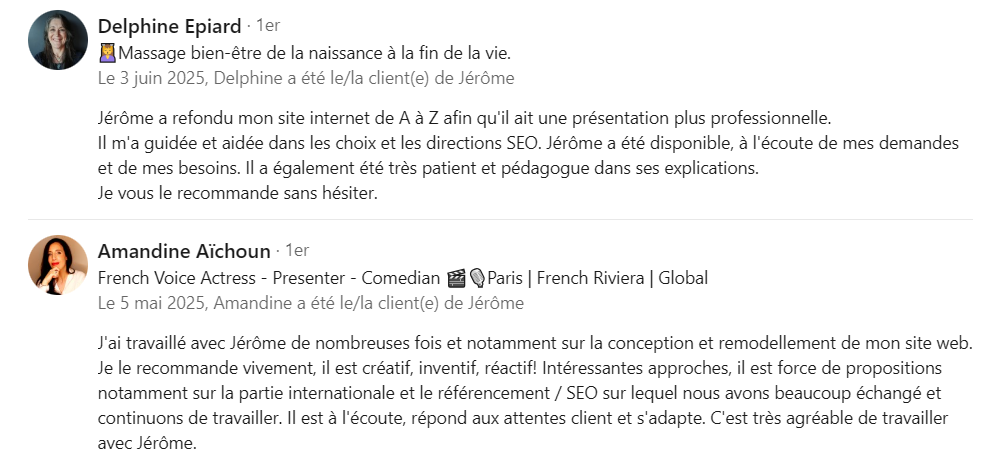 Delphine Epiard · 1er
💆Massage bien-être de la naissance à la fin de la vie.
Le 3 juin 2025, Delphine a été le/la client(e) de Jérôme
Jérôme a refondu mon site internet de A à Z afin qu'il ait une présentation plus professionnelle.
Il m'a guidée et aidée dans les choix et les directions SEO. Jérôme a été disponible, à l'écoute de mes demandes
et de mes besoins. Il a également été très patient et pédagogue dans ses explications.
Je vous le recommande sans hésiter.
Amandine Aïchoun · 1er
French Voice Actress - Presenter - Comedian 🎬🎙Paris | French Riviera | Global
Le 5 mai 2025, Amandine a été le/la client(e) de Jérôme
J'ai travaillé avec Jérôme de nombreuses fois et notamment sur la conception et remodellement de mon site web.
Je le recommande vivement, il est créatif, inventif, réactif! Intéressantes approches, il est force de propositions
notamment sur la partie internationale et le référencement / SEO sur lequel nous avons beaucoup échangé et
continuons de travailler. Il est à l'écoute, répond aux attentes client et s'adapte. C'est très agréable de travailler
avec Jérôme.